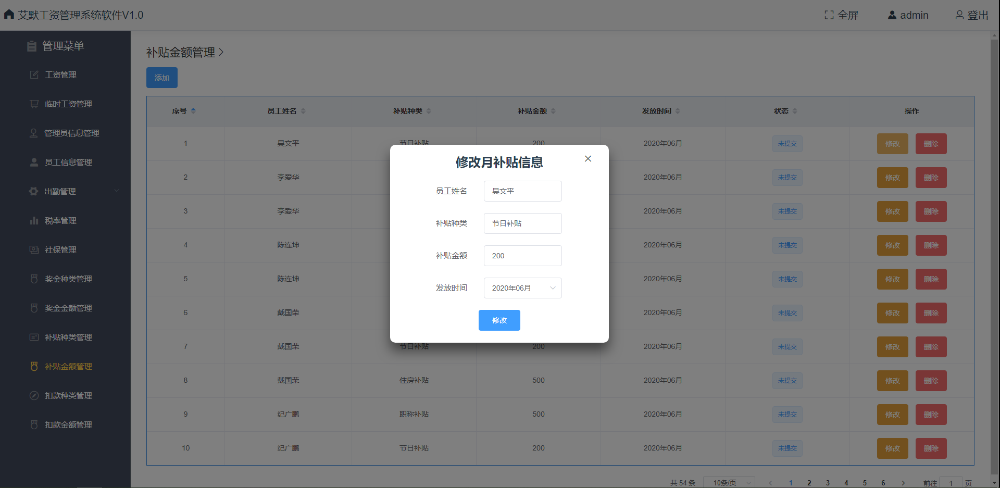 艾默工资管理系统软件V1.0
全屏 admin 登出
管理菜单
工资管理
临时工资管理
管理员信息管理
员工信息管理
出勤管理
税率管理
社保管理
奖金种类管理
奖金金额管理
补贴种类管理
补贴金额管理
扣款种类管理
扣款金额管理
补贴金额管理
添加
序号 员工姓名 补贴种类 补贴金额 发放时间 状态 操作
1 吴文平 节日补贴 200 2020年06月 未提交 修改 删除
2 李爱华 2020年06月 未提交 修改 删除
3 李爱华 2020年06月 未提交 修改 删除
4 陈连坤 2020年06月 未提交 修改 删除
5 陈连坤 2020年06月 未提交 修改 删除
6 戴国荣 2020年06月 未提交 修改 删除
7 戴国荣 节日补贴 200 2020年06月 未提交 修改 删除
8 戴国荣 住房补贴 500 2020年06月 未提交 修改 删除
9 纪广鹏 职称补贴 500 2020年06月 未提交 修改 删除
10 纪广鹏 节日补贴 200 2020年06月 未提交 修改 删除
修改月补贴信息
员工姓名 吴文平
补贴种类 节日补贴
补贴金额 200
发放时间 2020年06月
修改
共 54 条 10条/页 1 2 3 4 5 6 前往 1 页